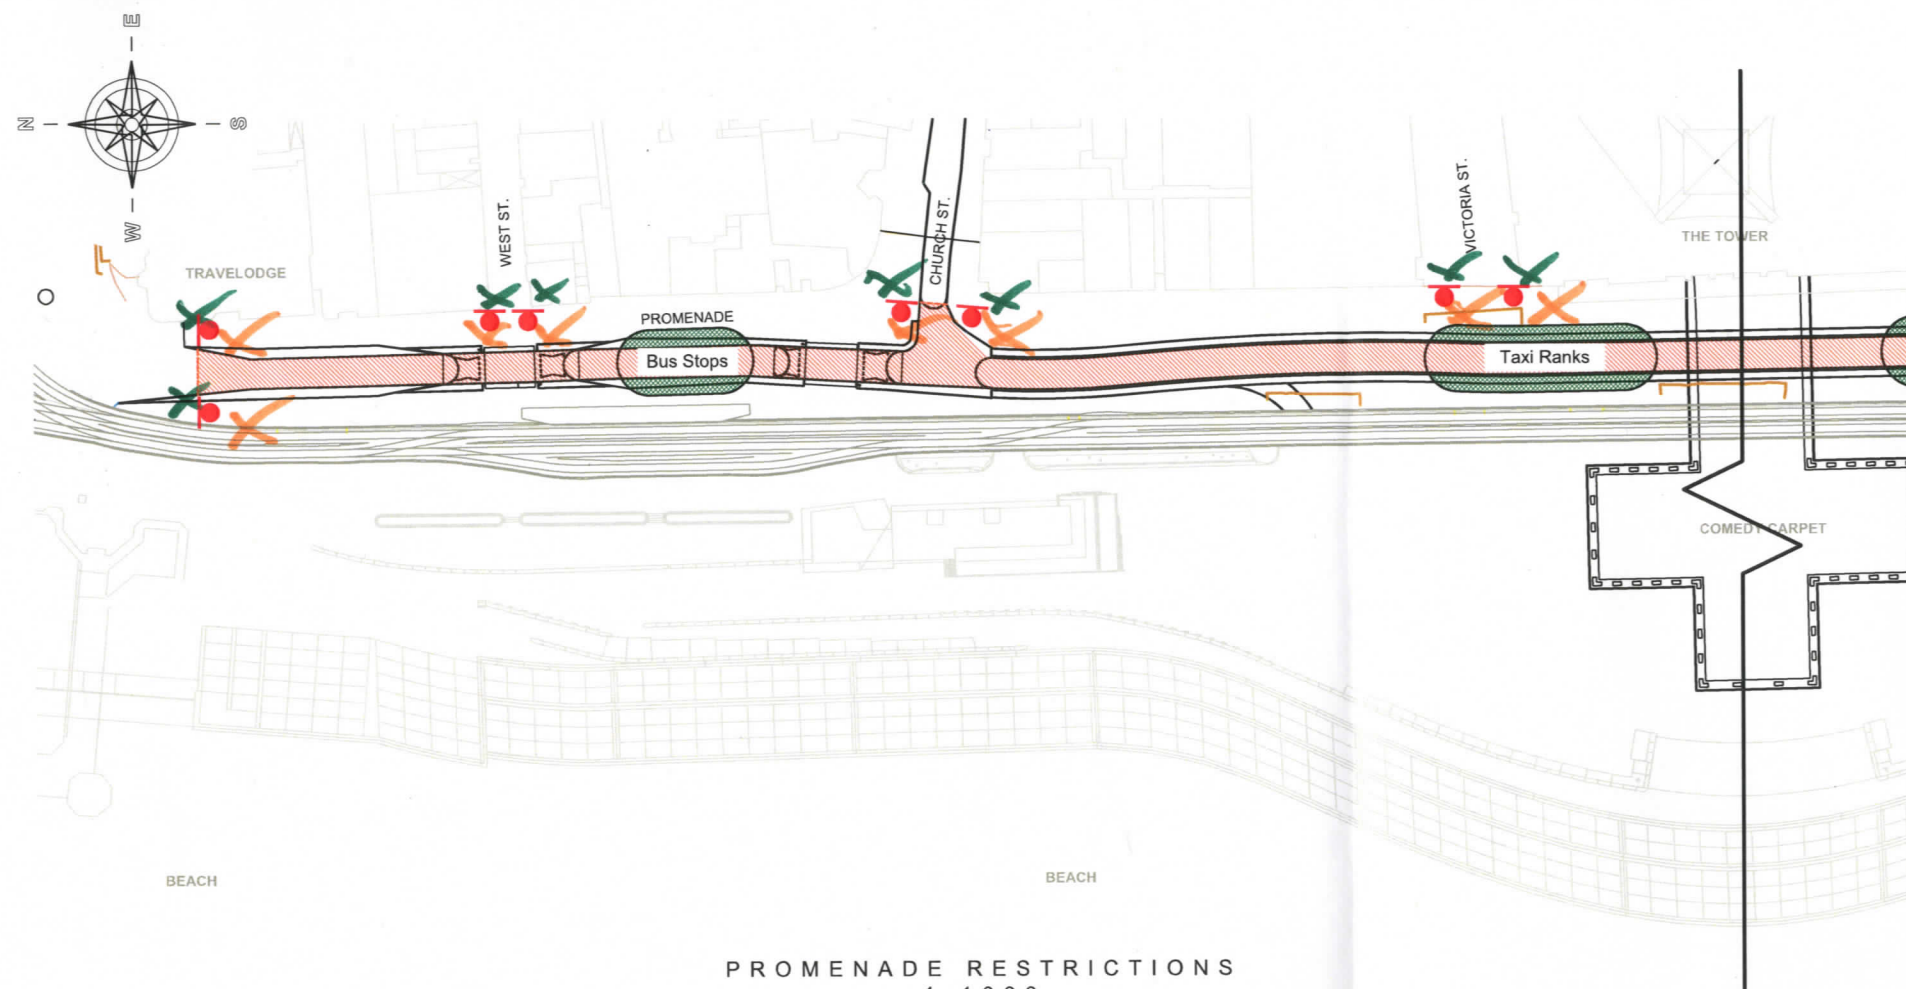 E
N
S
W
TRAVELODGE
WEST ST.
PROMENADE
Bus Stops
CHURCH ST.
VICTORIA ST.
Taxi Ranks
THE TOWER
COMEDY CARPET
BEACH
BEACH
PROMENADE RESTRICTIONS